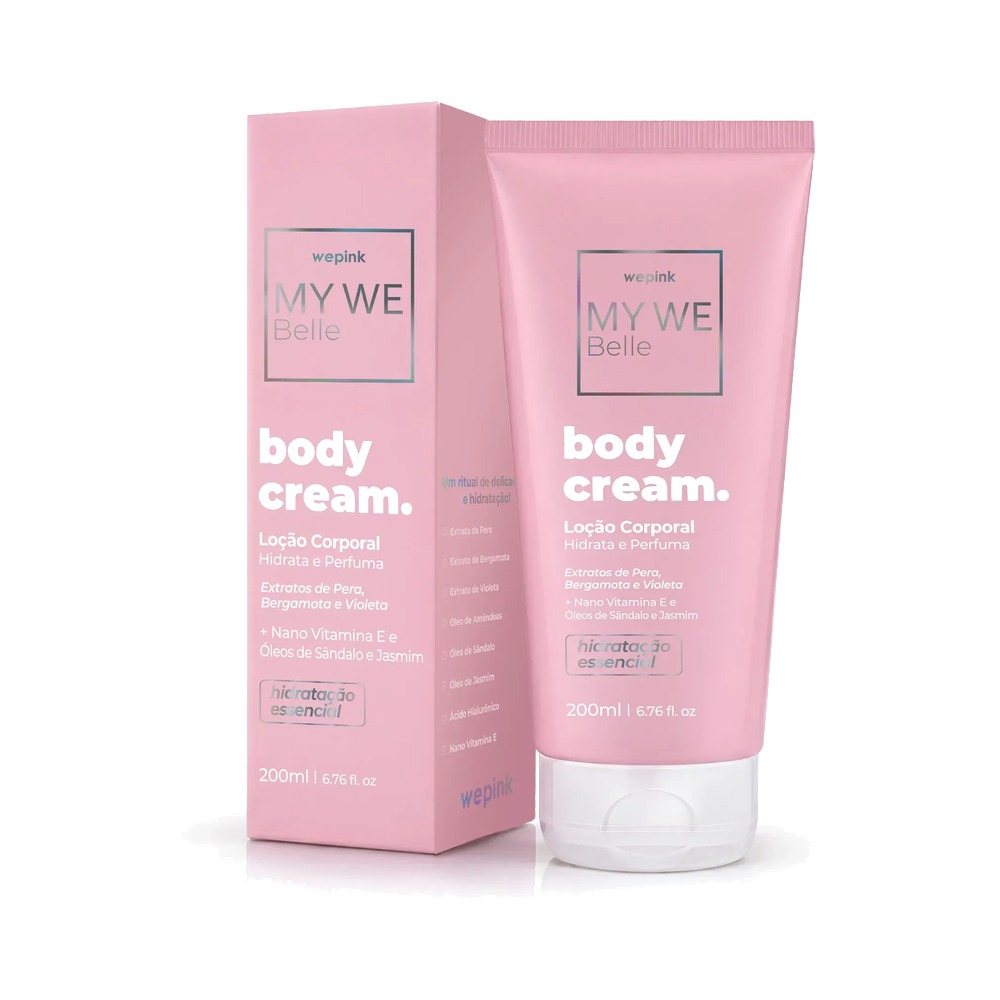 wepink
MY WE
Belle
body
cream.
Loção Corporal
Hidrata e Perfuma
Extratos de Pera,
Bergamota e Violeta
+ Nano Vitamina E e
Óleos de Sândalo e Jasmim
hidratação
essencial
200ml | 6.76 fl. oz
Um ritual de
e hidratação!
Extrato de Pera
Extrato de Bergamota
Extrato de Violeta
Óleo de Amêndoas
Óleo de Sândalo
Óleo de Jasmim
Ácido Hialurônico
Nano Vitamina E
wepink
wepink
MY WE
Belle
body
cream.
Loção Corporal
Hidrata e Perfuma
Extratos de Pera,
Bergamota e Violeta
+ Nano Vitamina E e
Óleos de Sândalo e Jasmim
hidratação
essencial
200ml | 6.76 fl. oz